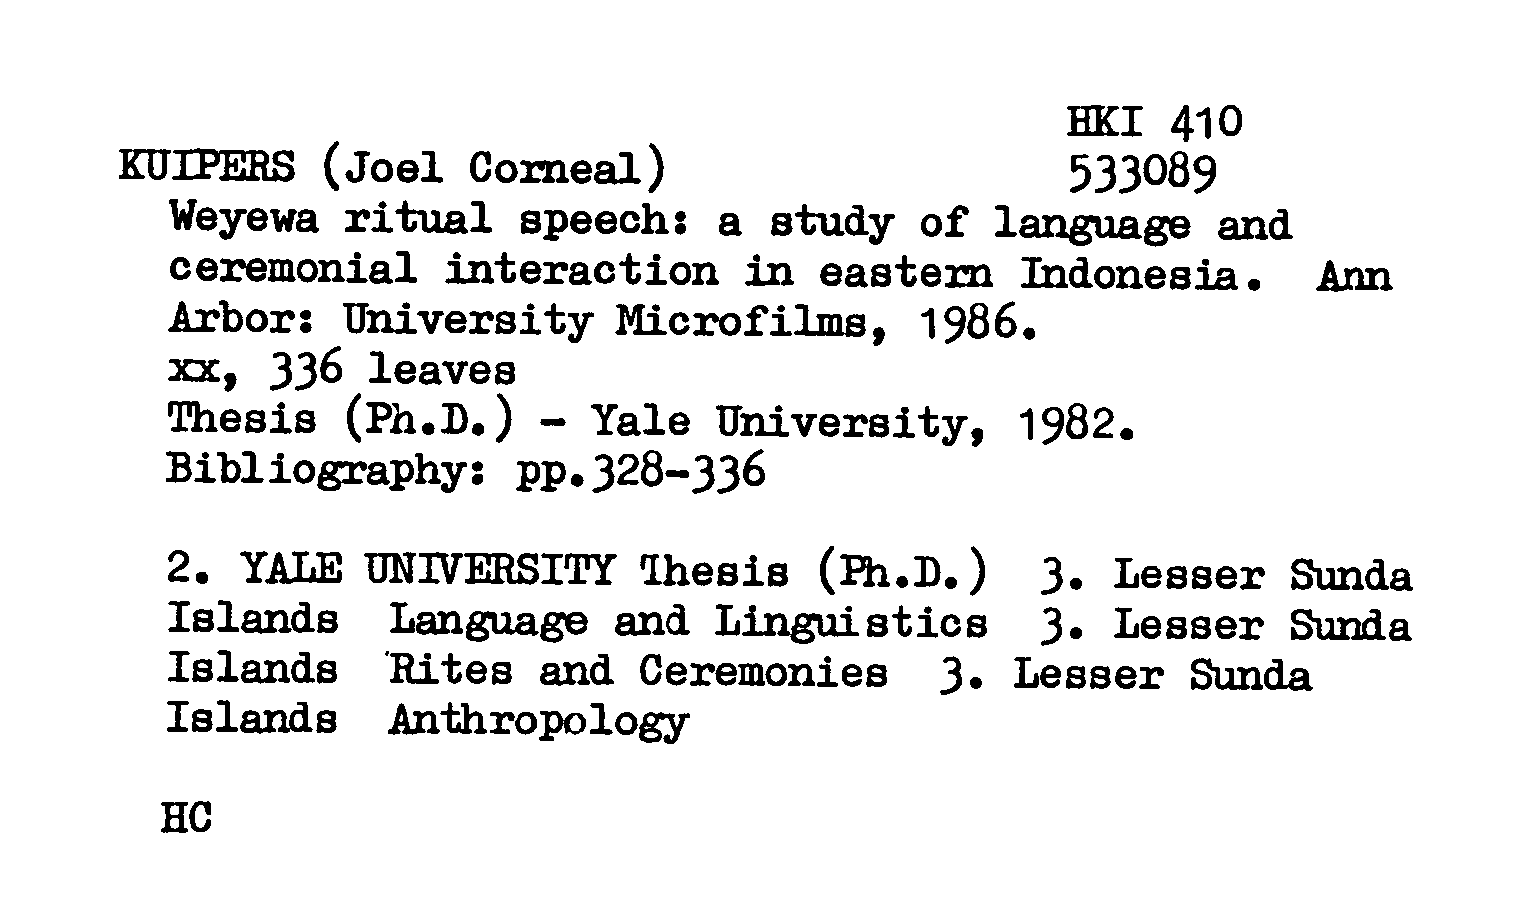 HKI 410
KUIPERS (Joel Corneal) 533089
Weyewa ritual speech: a study of language and
ceremonial interaction in eastern Indonesia. Ann
Arbor: University Microfilms, 1986.
xx, 336 leaves
Thesis (Ph.D.) - Yale University, 1982.
Bibliography: pp.328-336
2. YALE UNIVERSITY Thesis (Ph.D.) 3. Lesser Sunda
Islands Language and Linguistics 3. Lesser Sunda
Islands Rites and Ceremonies 3. Lesser Sunda
Islands Anthropology
HC